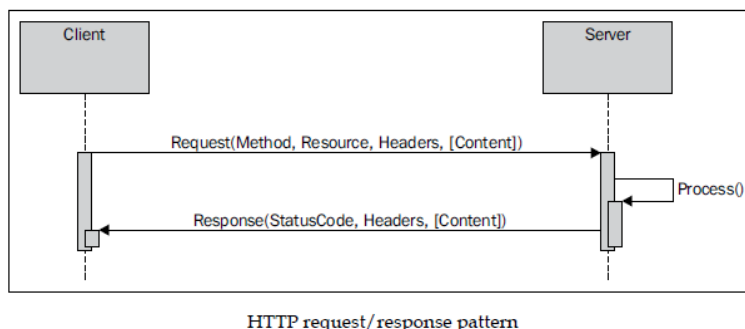 Client
Server
Request(Method, Resource, Headers, [Content])
Process()
Response(StatusCode, Headers, [Content])
HTTP request/response pattern